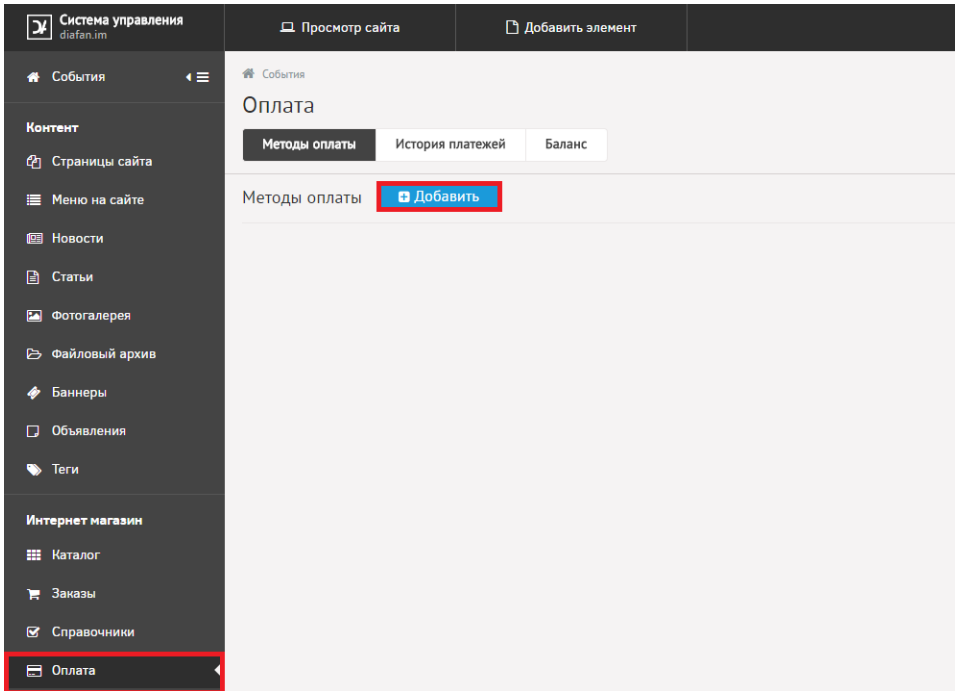 Система управления
diafan.im
Просмотр сайта
Добавить элемент
События
События
Оплата
Методы оплаты
История платежей
Баланс
Методы оплаты
Добавить
Контент
Страницы сайта
Меню на сайте
Новости
Статьи
Фотогалерея
Файловый архив
Баннеры
Объявления
Теги
Интернет магазин
Каталог
Заказы
Справочники
Оплата